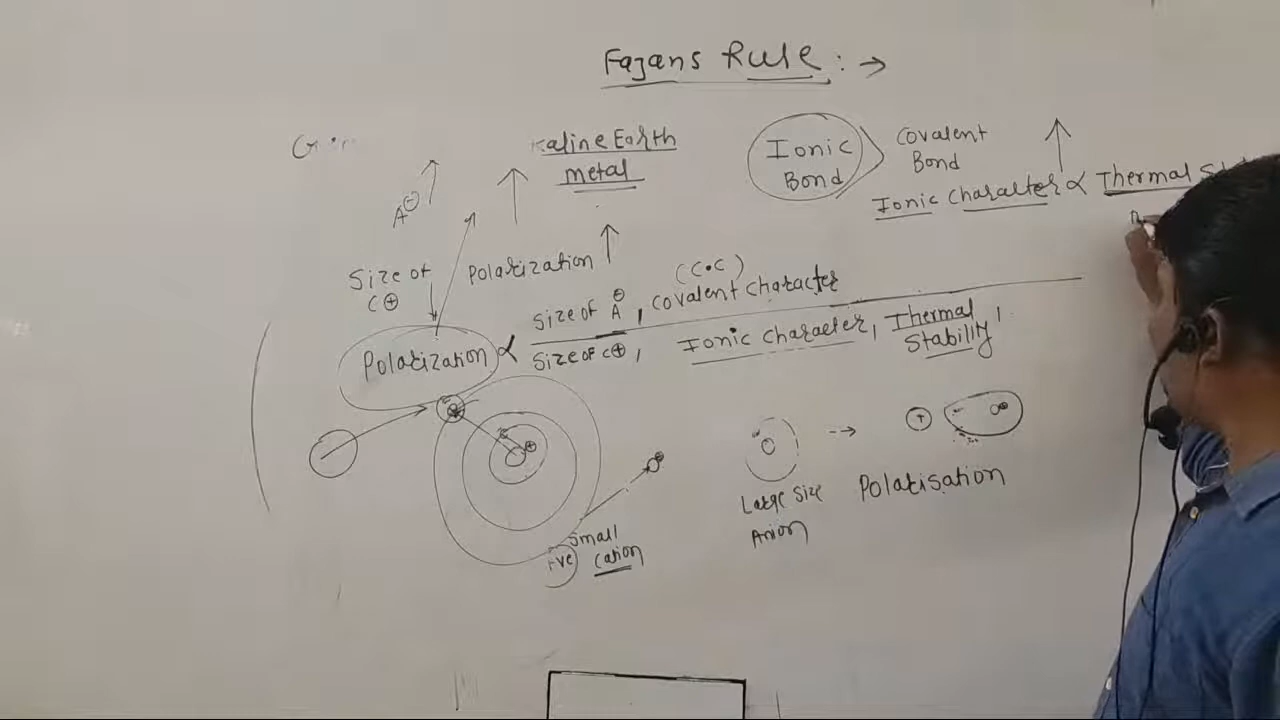 Fajans Rule : →
Earth
metal
Ionic
Bond
Covalent
Bond
Ionic Character ∝ Thermal
A⊖
Size of
C⊕
Polarization ↑
(C.C)
Polarization ∝
Size of A⊖, Covalent Character
Size of C⊕, Ionic Character, Thermal
Stability,
Small
+ve Cation
Large Size
Anion
Polarisation